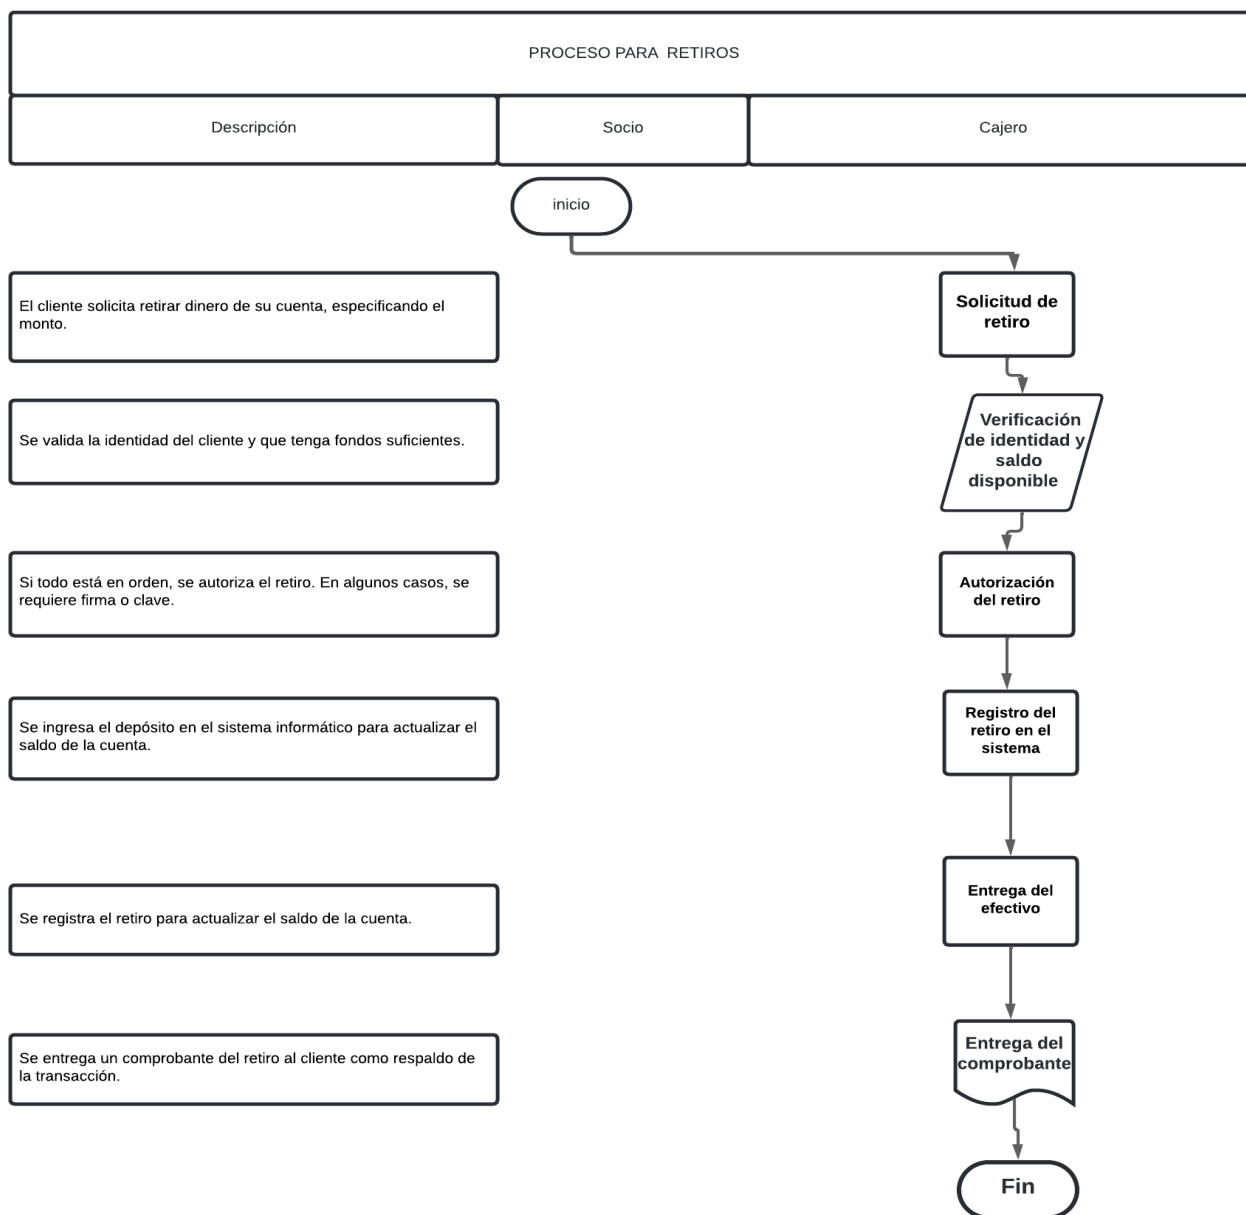 PROCESO PARA  RETIROS
Descripción
Socio
Cajero
inicio
El cliente solicita retirar dinero de su cuenta, especificando el
monto.
Solicitud de
retiro
Se valida la identidad del cliente y que tenga fondos suficientes.
Verificación
de identidad y
saldo
disponible
Si todo está en orden, se autoriza el retiro. En algunos casos, se
requiere firma o clave.
Autorización
del retiro
Se ingresa el depósito en el sistema informático para actualizar el
saldo de la cuenta.
Registro del
retiro en el
sistema
Se registra el retiro para actualizar el saldo de la cuenta.
Entrega del
efectivo
Se entrega un comprobante del retiro al cliente como respaldo de
la transacción.
Entrega del
comprobante
Fin